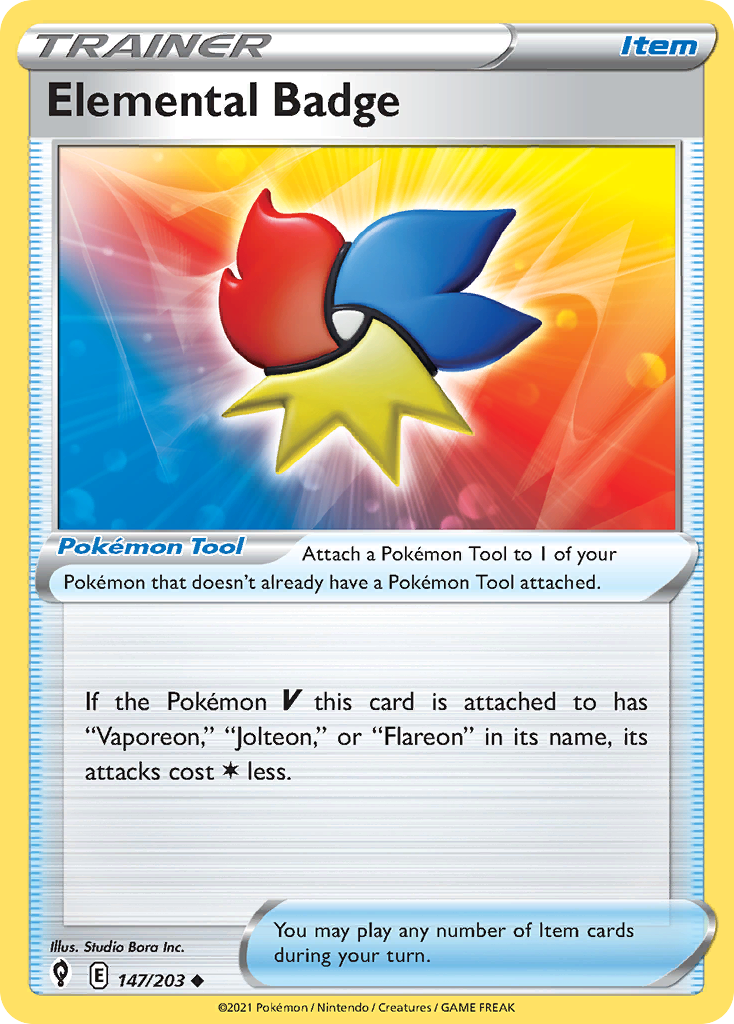 TRAINER
Item
Elemental Badge
Pokémon Tool
Attach a Pokémon Tool to 1 of your
Pokémon that doesn't already have a Pokémon Tool attached.
If the Pokémon V this card is attached to has
“Vaporeon,” “Jolteon,” or “Flareon” in its name, its
attacks cost less.
You may play any number of Item cards
during your turn.
Illus. Studio Bora Inc.
E 147/203
©2021 Pokémon / Nintendo / Creatures / GAME FREAK